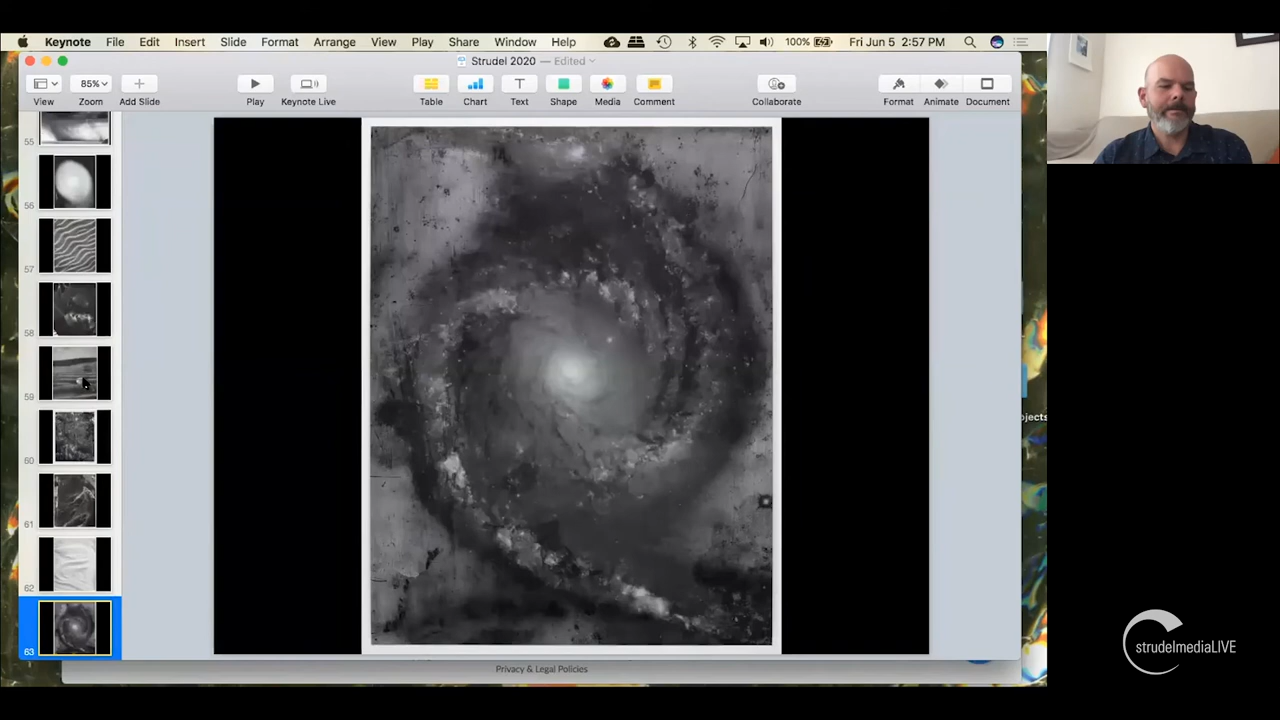 Keynote File Edit Insert Slide Format Arrange View Play Share Window Help 100% Fri Jun 5 2:57 PM
Strudel 2020 — Edited
85%
View Zoom Add Slide Play Keynote Live Table Chart Text Shape Media Comment Collaborate Format Animate Document
55
56
57
58
59
60
61
62
63
ojects
Privacy & Legal Policies
strudelmediaLIVE